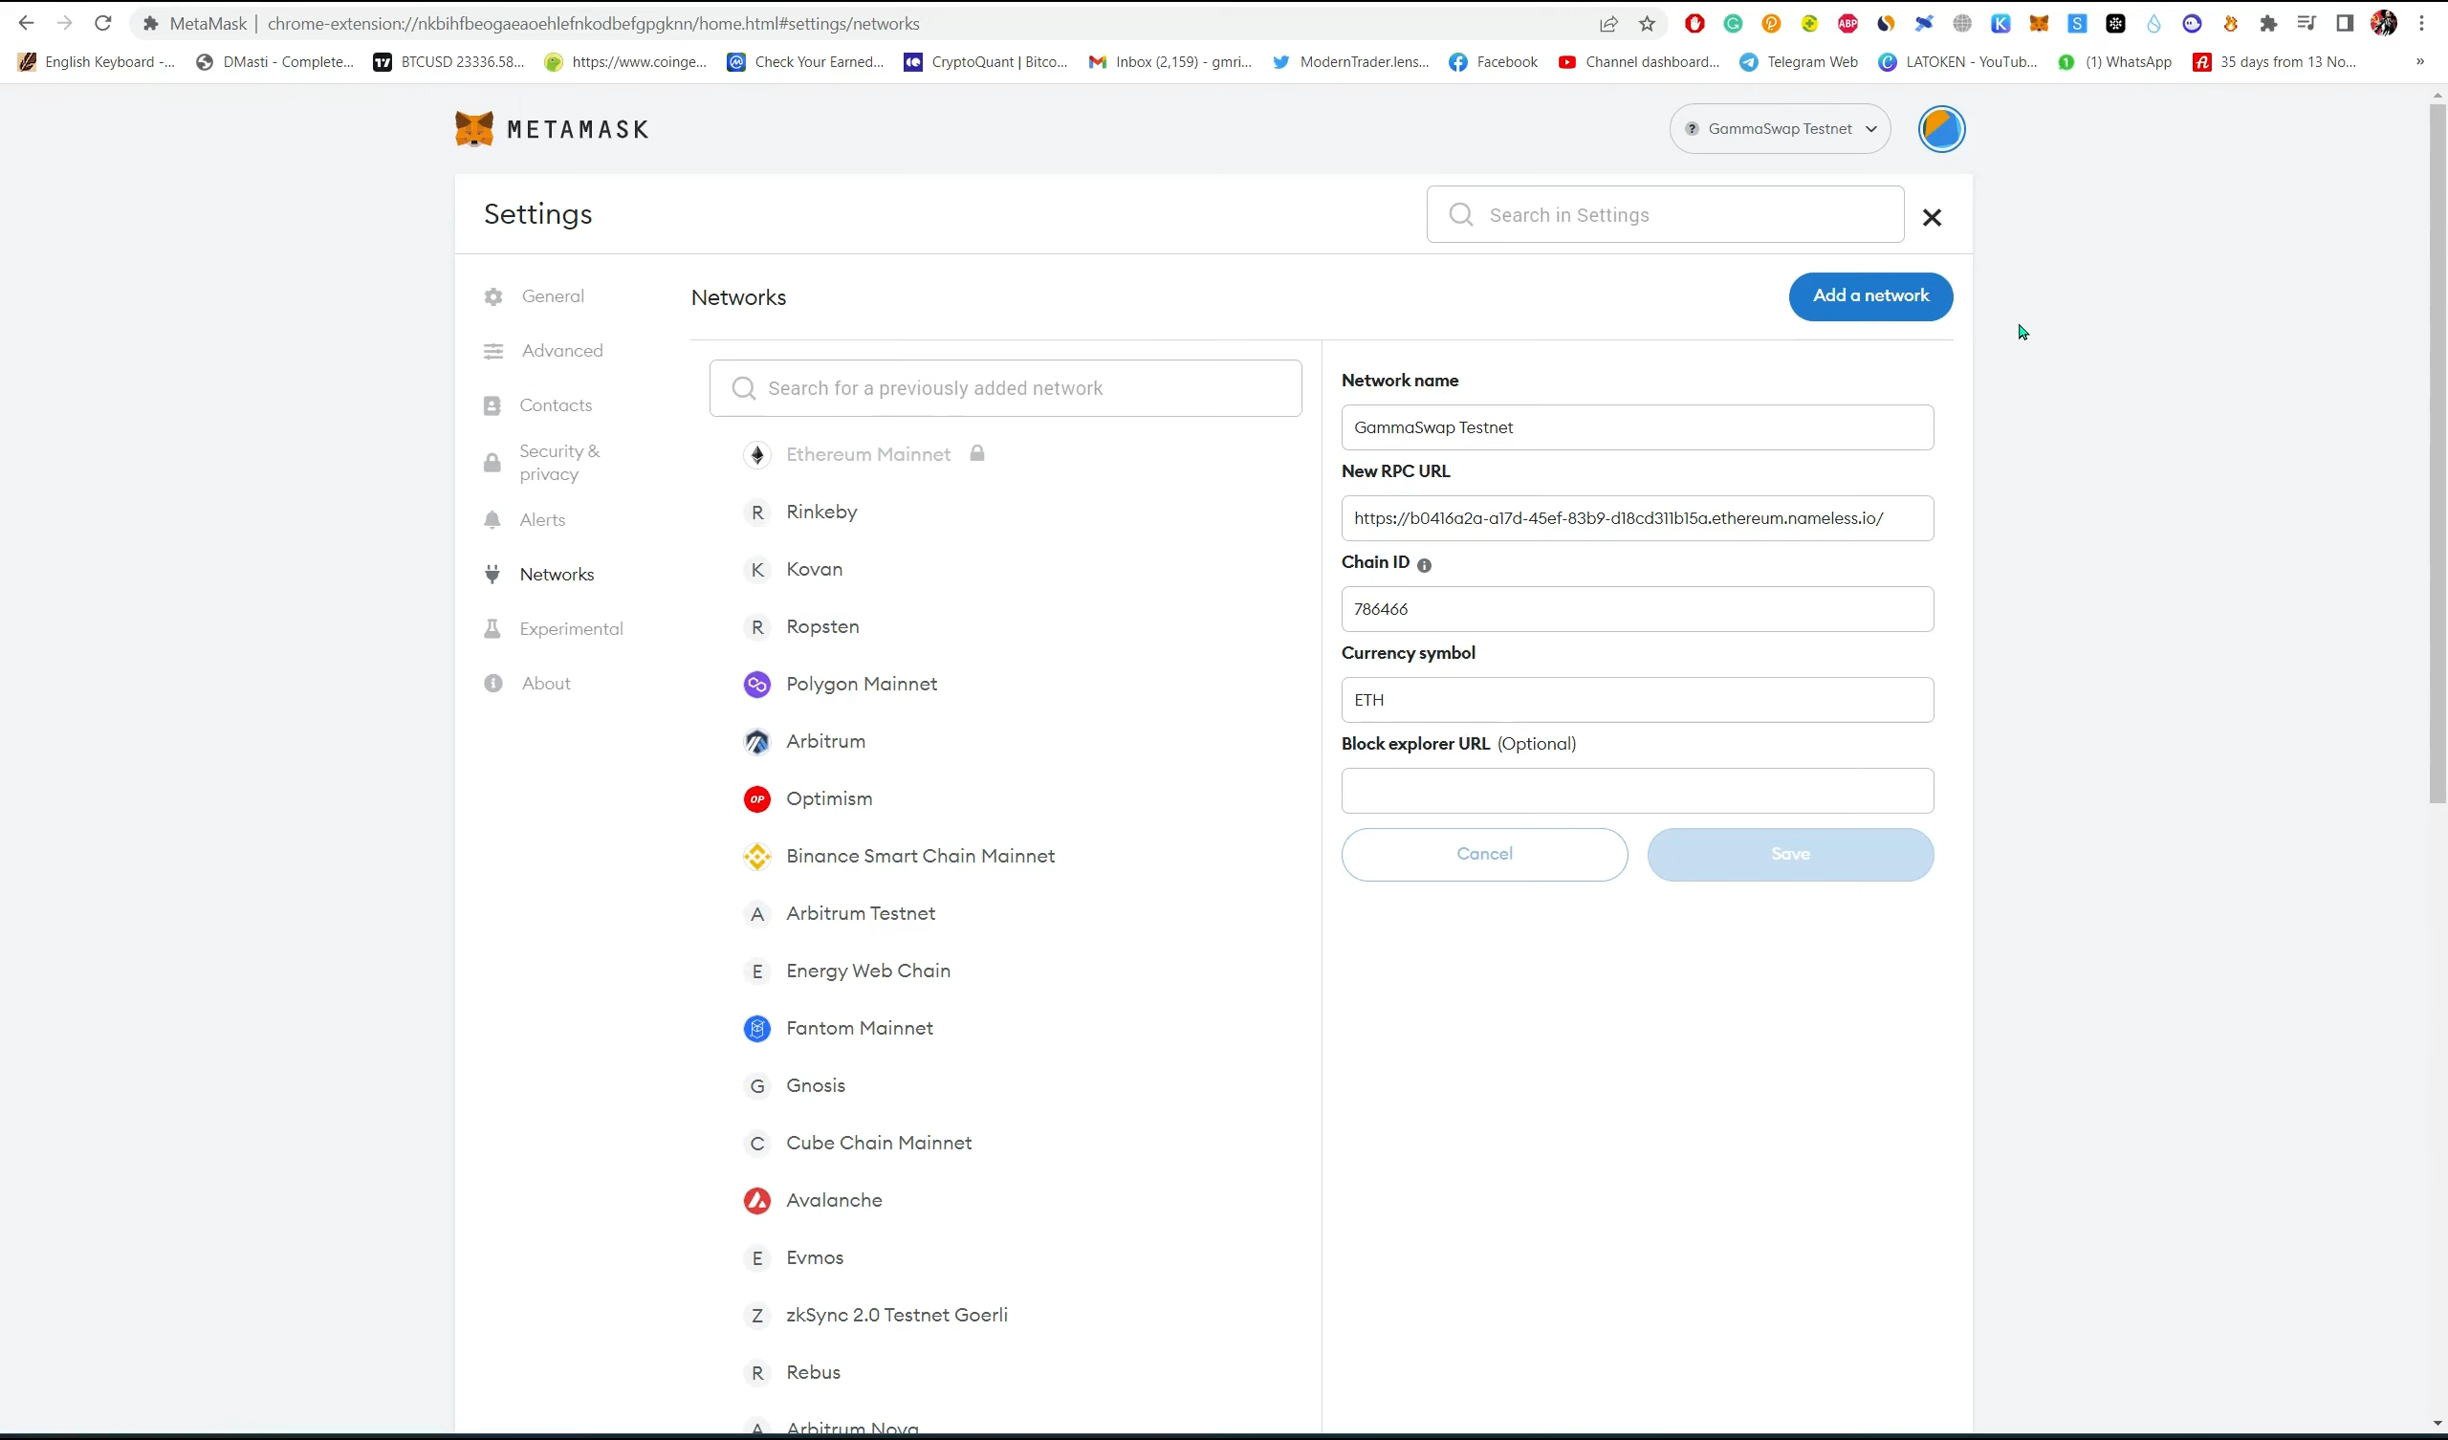 MetaMask | chrome-extension://nkbihfbeogaeaoehlefnkodbefgpgknn/home.html#settings/networks
English Keyboard -... DMasti - Complete... BTCUSD 23336.58... https://www.coinge... Check Your Earned... CryptoQuant | Bitco... Inbox (2,159) - gmri... ModernTrader.lens... Facebook Channel dashboard... Telegram Web LATOKEN - YouTub... (1) WhatsApp 35 days from 13 No... »
METAMASK
? GammaSwap Testnet
Settings
Search in Settings
General
Advanced
Contacts
Security &
privacy
Alerts
Networks
Experimental
About
Networks
Add a network
Search for a previously added network
Ethereum Mainnet
R Rinkeby
K Kovan
R Ropsten
Polygon Mainnet
Arbitrum
OP Optimism
Binance Smart Chain Mainnet
A Arbitrum Testnet
E Energy Web Chain
Fantom Mainnet
G Gnosis
C Cube Chain Mainnet
Avalanche
E Evmos
Z zkSync 2.0 Testnet Goerli
R Rebus
A Arbitrum Nova
Network name
GammaSwap Testnet
New RPC URL
https://b0416a2a-a17d-45ef-83b9-d18cd311b15a.ethereum.nameless.io/
Chain ID
786466
Currency symbol
ETH
Block explorer URL (Optional)
Cancel
Save